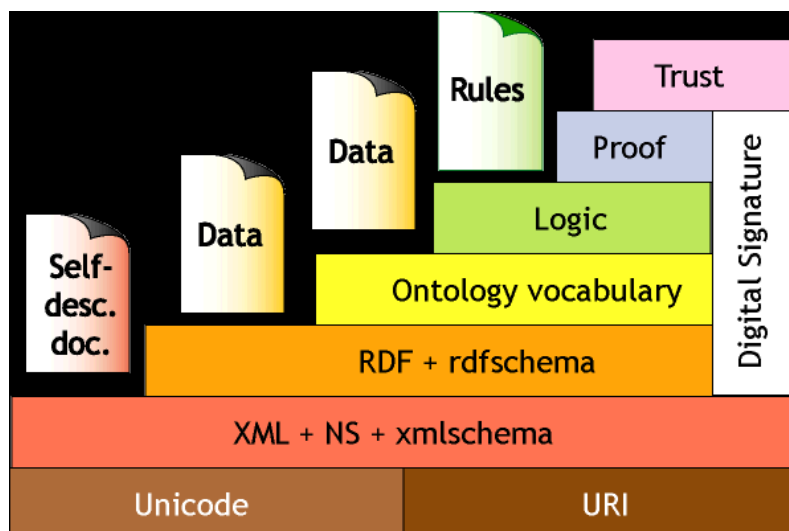 Trust
Rules
Proof
Data
Logic
Digital Signature
Data
Ontology vocabulary
Self-
desc.
doc.
RDF + rdfschema
XML + NS + xmlschema
Unicode
URI